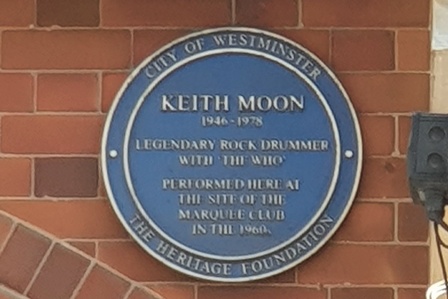 CITY OF WESTMINSTER
KEITH MOON
1946-1978
LEGENDARY ROCK DRUMMER
WITH 'THE WHO'
PERFORMED HERE AT
THE SITE OF THE
MARQUEE CLUB
IN THE 1960s
THE HERITAGE FOUNDATION